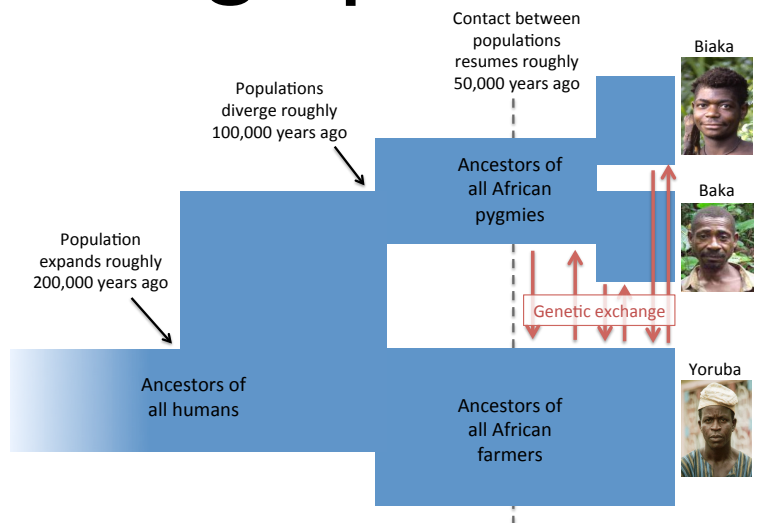 Contact between
populations
resumes roughly
50,000 years ago
Biaka
Populations
diverge roughly
100,000 years ago
Ancestors of
all African
pygmies
Baka
Population
expands roughly
200,000 years ago
Genetic exchange
Yoruba
Ancestors of
all humans
Ancestors of
all African
farmers